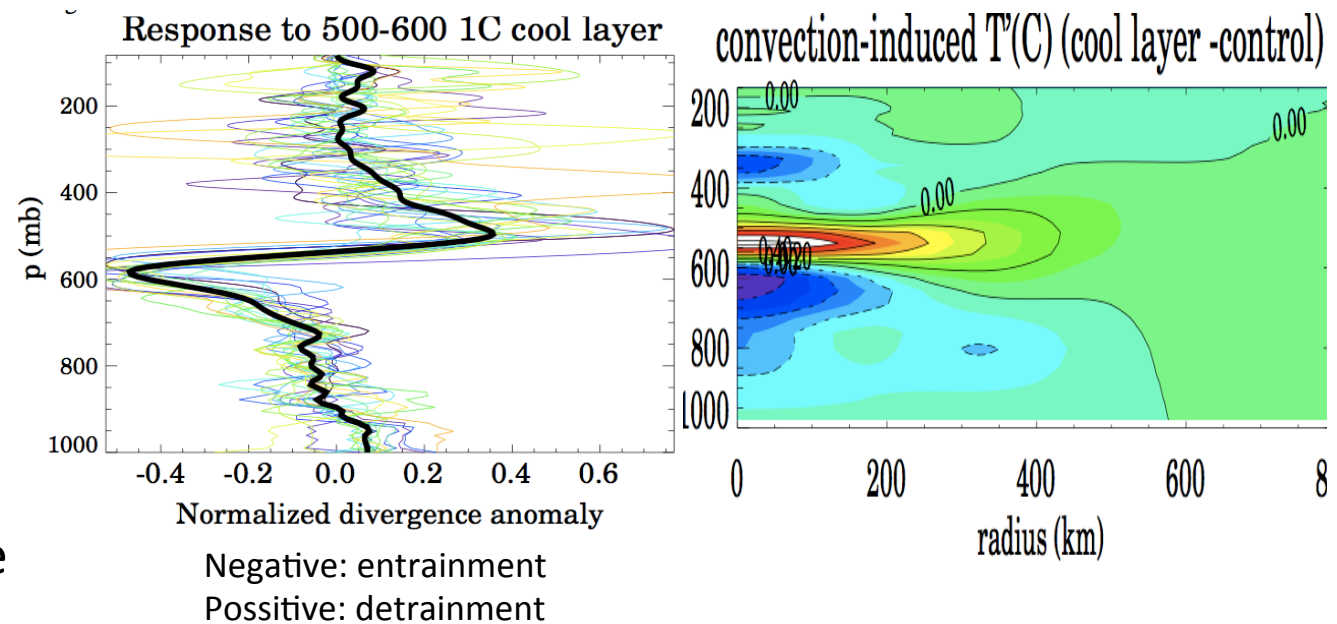 Response to 500-600 1C cool layer
200
400
600
800
1000
p (mb)
-0.4 -0.2 0.0 0.2 0.4 0.6
Normalized divergence anomaly
e
Negative: entrainment
Possitive: detrainment
convection-induced T'(C) (cool layer -control)
200
400
600
800
1000
0.00
0.00
0.00
0 200 400 600 8
radius (km)